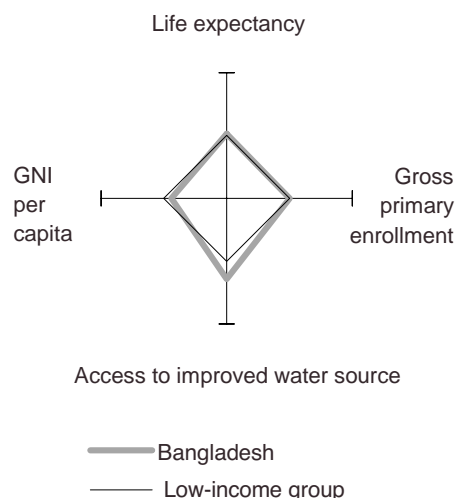 Life expectancy
GNI
per
capita
Gross
primary
enrollment
Access to improved water source
Bangladesh
Low-income group